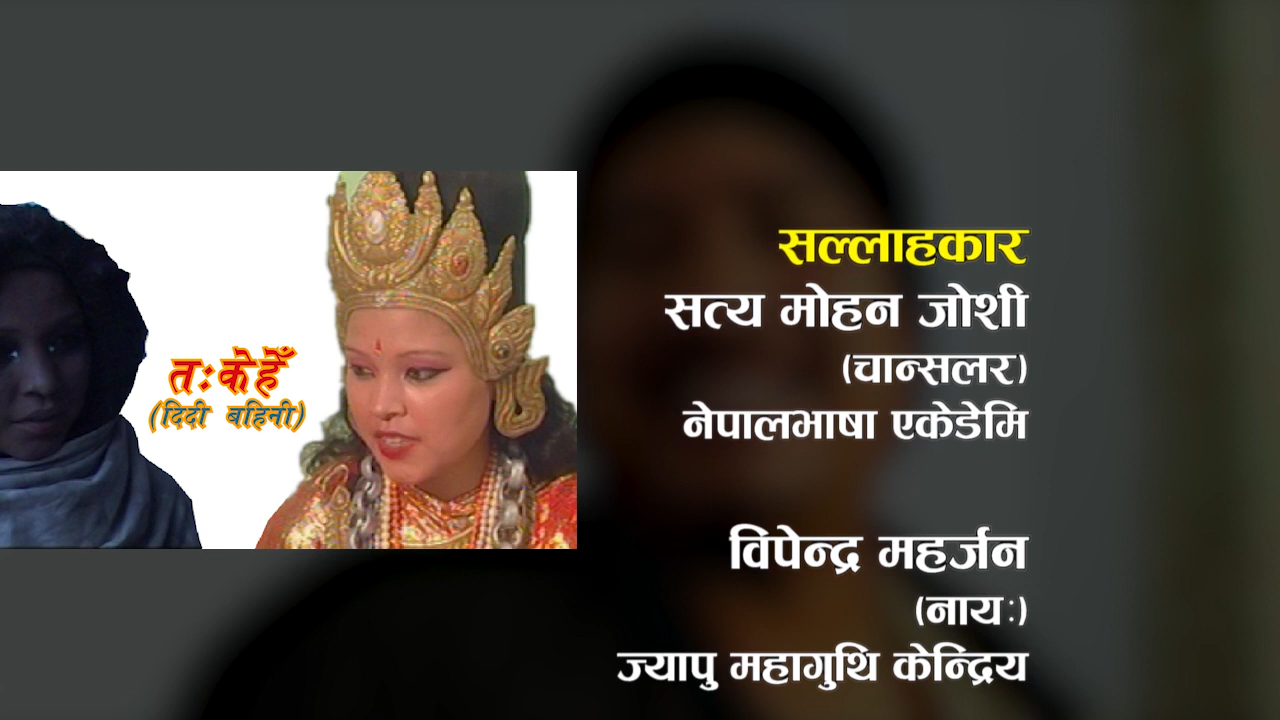 तःकेहेँ
(दिदी बहिनी)
सल्लाहकार
सत्य मोहन जोशी
(चान्सलर)
नेपालभाषा एकेडेमि
विपेन्द्र महर्जन
(नायः)
ज्यापु महागुथि केन्द्रिय